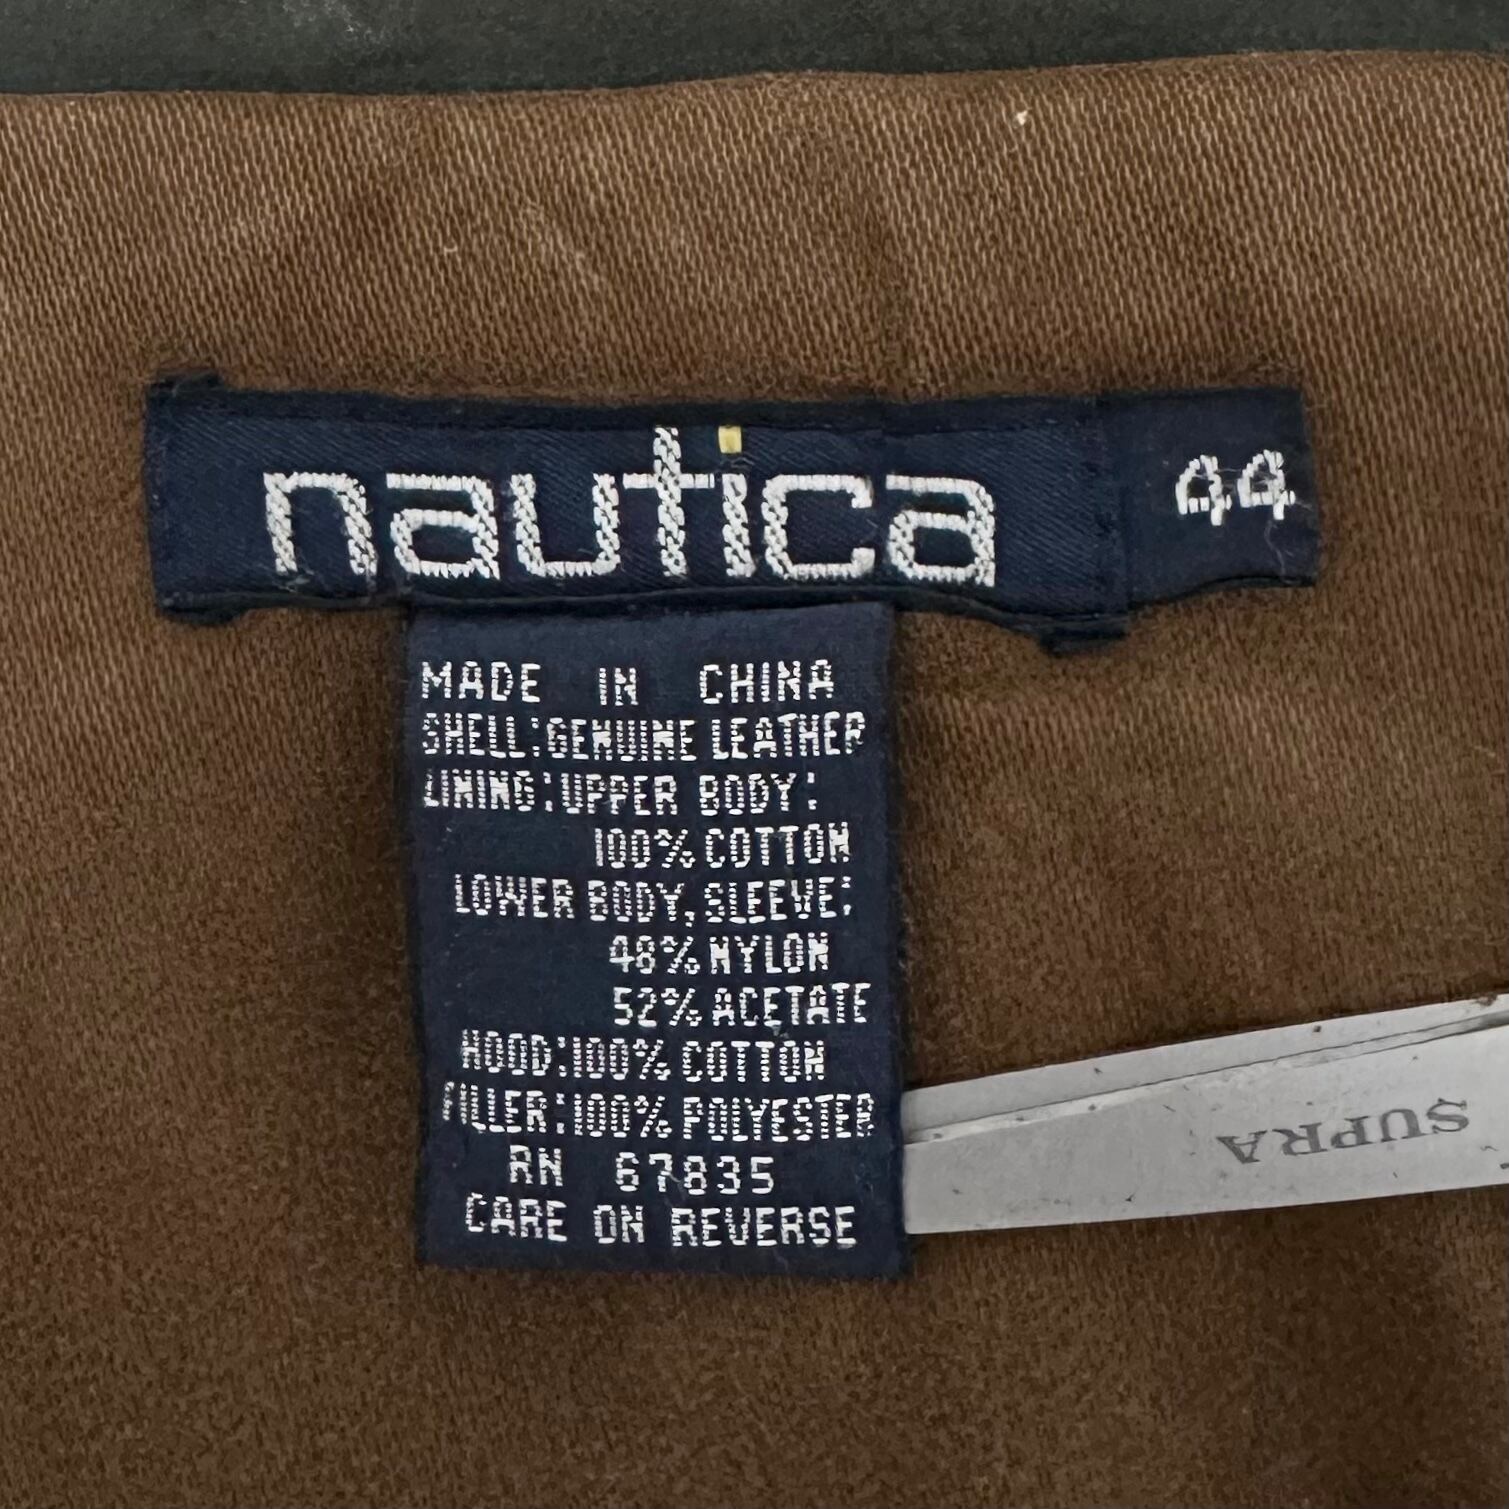 nautica
44
MADE IN CHINA
SHELL:GENUINE LEATHER
LINING:UPPER BODY:
100% COTTON
LOWER BODY, SLEEVE:
48% NYLON
52% ACETATE
HOOD:100% COTTON
FILLER:100% POLYESTER
RN 67835
CARE ON REVERSE
SUPRA